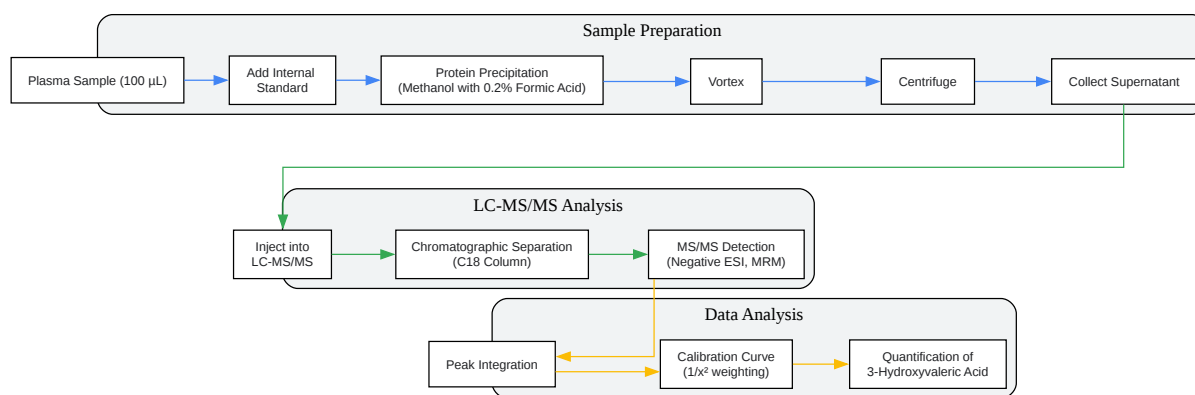 Sample Preparation
Plasma Sample (100 µL)
Add Internal
Standard
Protein Precipitation
(Methanol with 0.2% Formic Acid)
Vortex
Centrifuge
Collect Supernatant
LC-MS/MS Analysis
Inject into
LC-MS/MS
Chromatographic Separation
(C18 Column)
MS/MS Detection
(Negative ESI, MRM)
Data Analysis
Peak Integration
Calibration Curve
(1/x² weighting)
Quantification of
3-Hydroxyvaleric Acid